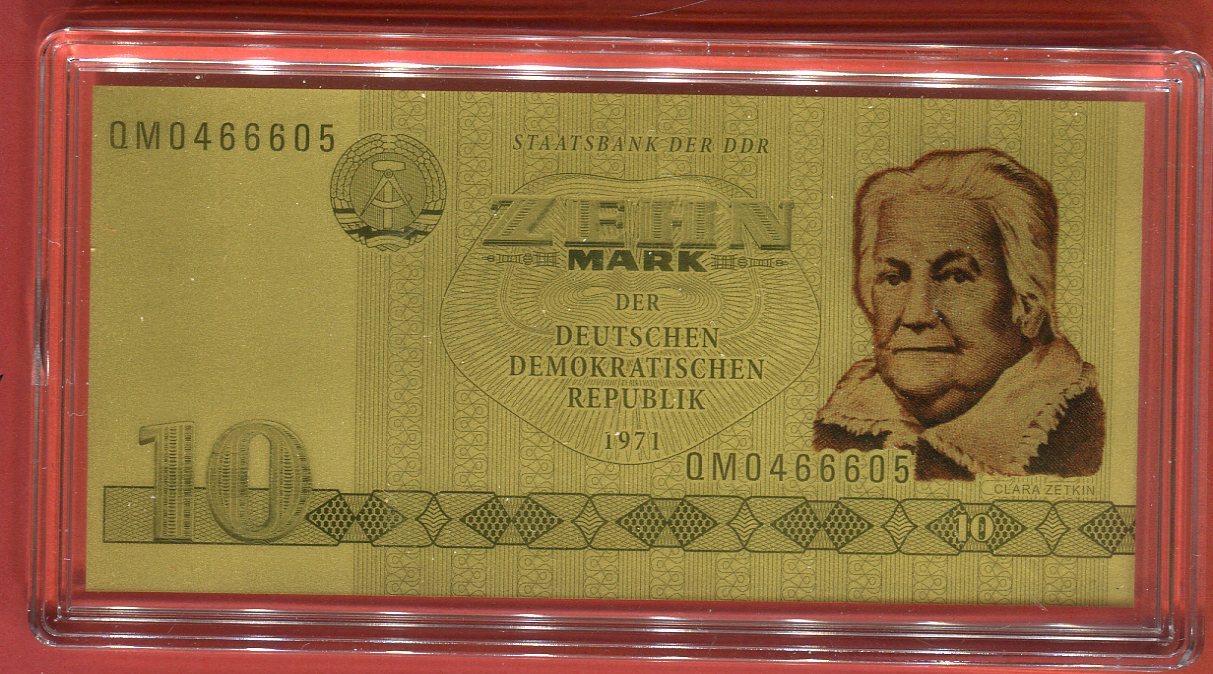 QM0466605
STAATSBANK DER DDR
ZEHN
MARK
DER
DEUTSCHEN
DEMOKRATISCHEN
REPUBLIK
1971
QM0466605
CLARA ZETKIN
10
10